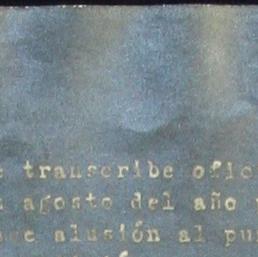 transcribe ofic
agosto del año
alusión al pu